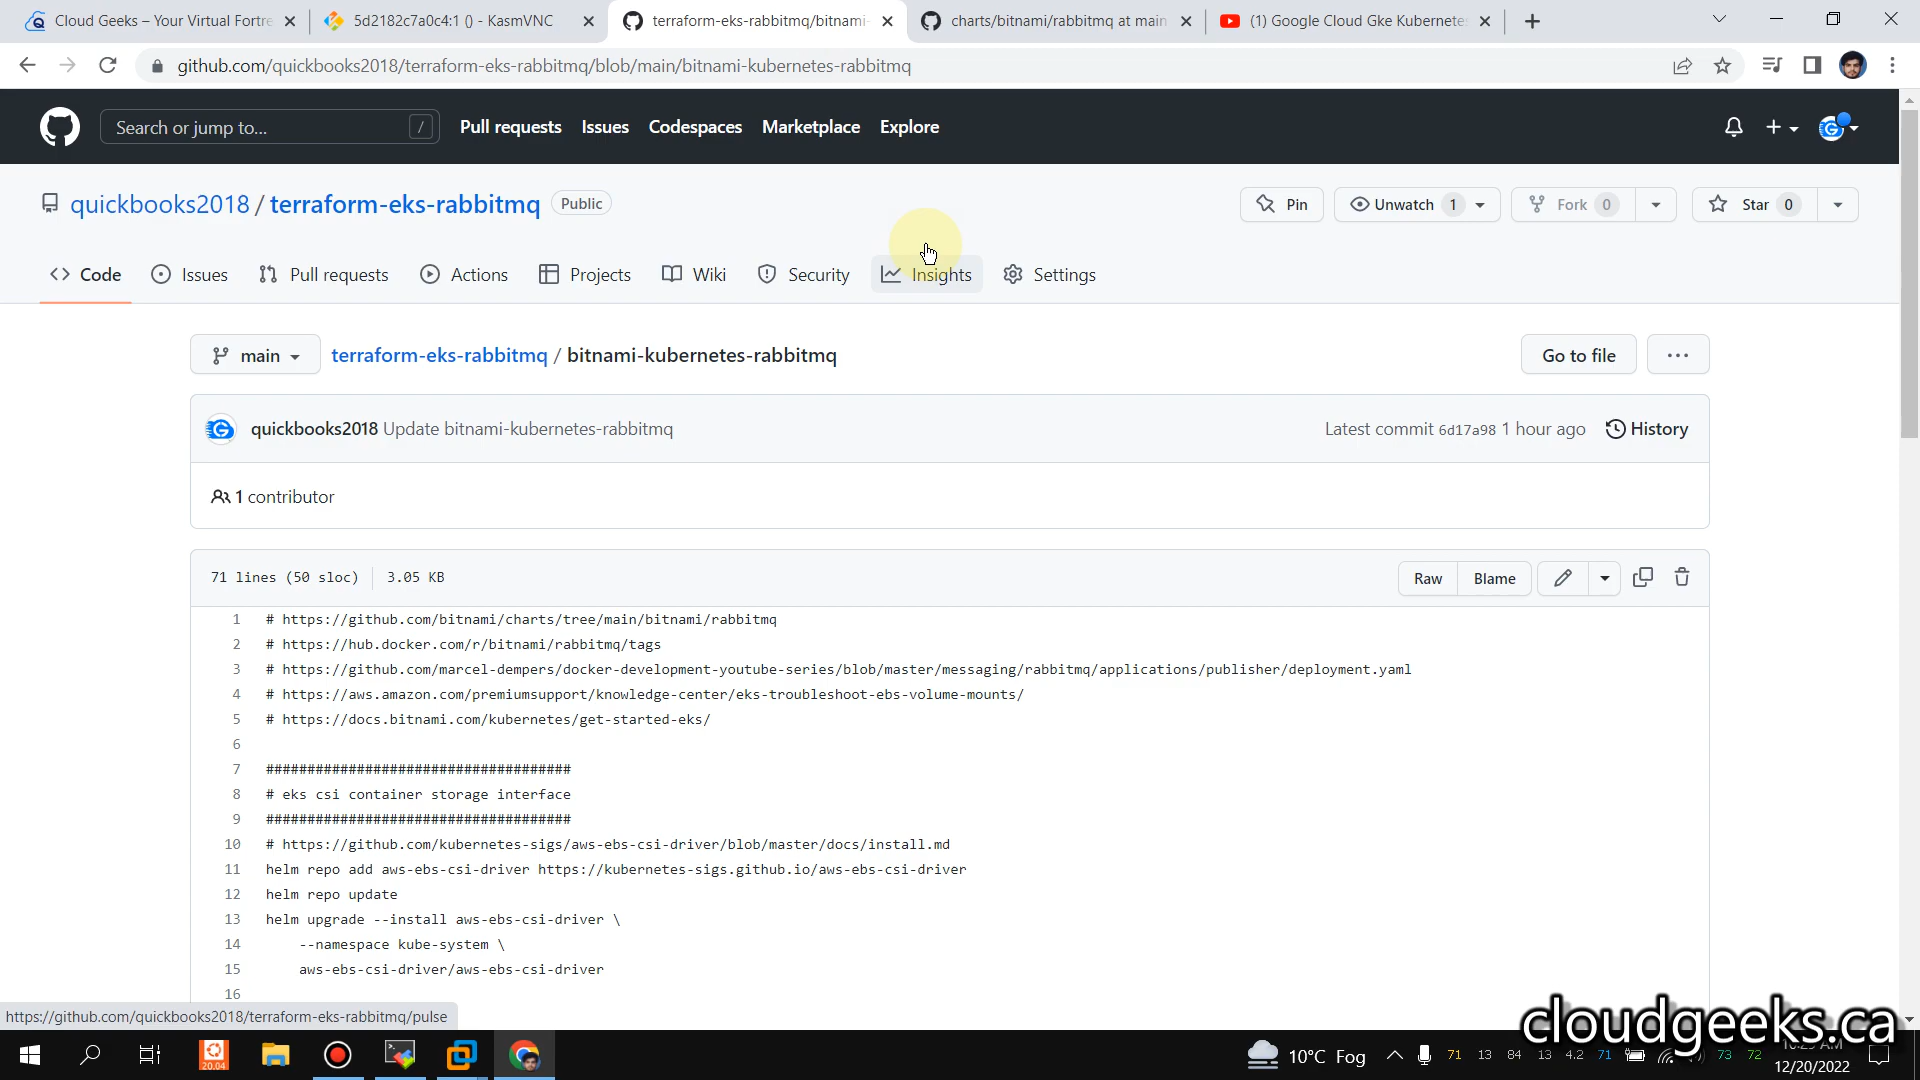 Cloud Geeks – Your Virtual Fortre
5d2182c7a0c4:1 () - KasmVNC
terraform-eks-rabbitmq/bitnami-
charts/bitnami/rabbitmq at main
(1) Google Cloud Gke Kubernetes
github.com/quickbooks2018/terraform-eks-rabbitmq/blob/main/bitnami-kubernetes-rabbitmq
Search or jump to... /
Pull requests Issues Codespaces Marketplace Explore
quickbooks2018 / terraform-eks-rabbitmq Public
Pin Unwatch 1 Fork 0 Star 0
Code Issues Pull requests Actions Projects Wiki Security Insights Settings
main terraform-eks-rabbitmq / bitnami-kubernetes-rabbitmq Go to file ...
quickbooks2018 Update bitnami-kubernetes-rabbitmq Latest commit 6d17a98 1 hour ago History
1 contributor
71 lines (50 sloc) 3.05 KB Raw Blame
1 # https://github.com/bitnami/charts/tree/main/bitnami/rabbitmq
2 # https://hub.docker.com/r/bitnami/rabbitmq/tags
3 # https://github.com/marcel-dempers/docker-development-youtube-series/blob/master/messaging/rabbitmq/applications/publisher/deployment.yaml
4 # https://aws.amazon.com/premiumsupport/knowledge-center/eks-troubleshoot-ebs-volume-mounts/
5 # https://docs.bitnami.com/kubernetes/get-started-eks/
6
7 #####################################
8 # eks csi container storage interface
9 #####################################
10 # https://github.com/kubernetes-sigs/aws-ebs-csi-driver/blob/master/docs/install.md
11 helm repo add aws-ebs-csi-driver https://kubernetes-sigs.github.io/aws-ebs-csi-driver
12 helm repo update
13 helm upgrade --install aws-ebs-csi-driver \
14 --namespace kube-system \
15 aws-ebs-csi-driver/aws-ebs-csi-driver
16
https://github.com/quickbooks2018/terraform-eks-rabbitmq/pulse
cloudgeeks.ca
20.04
10°C Fog
71 13 84 13 4.2 71 73 72
12/20/2022